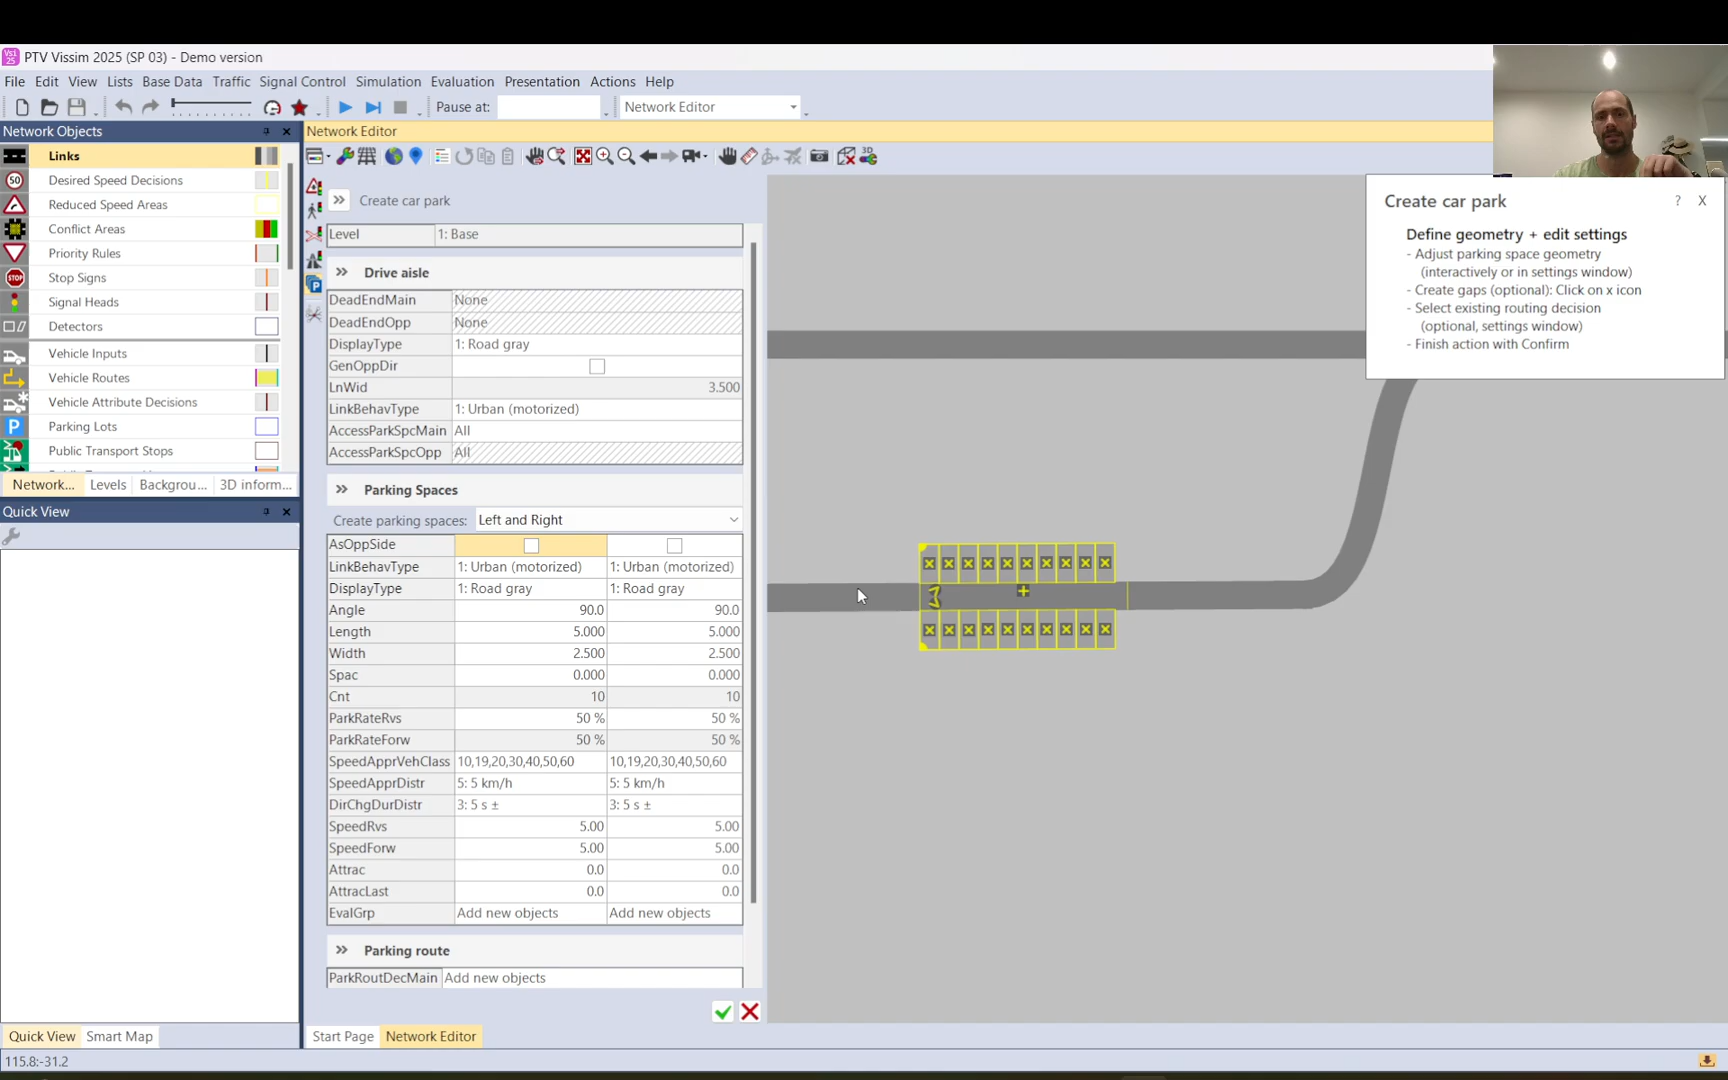 PTV Vissim 2025 (SP 03) - Demo version
File Edit View Lists Base Data Traffic Signal Control Simulation Evaluation Presentation Actions Help
Pause at: Network Editor
Network Objects
Links
Desired Speed Decisions
Reduced Speed Areas
Conflict Areas
Priority Rules
Stop Signs
Signal Heads
Detectors
Vehicle Inputs
Vehicle Routes
Vehicle Attribute Decisions
Parking Lots
Public Transport Stops
Network... Levels Backgrou... 3D inform...
Quick View
Quick View Smart Map
Network Editor
Create car park
Level 1: Base
Drive aisle
DeadEndMain None
DeadEndOpp None
DisplayType 1: Road gray
GenOppDir
LnWid 3.500
LinkBehavType 1: Urban (motorized)
AccessParkSpcMain All
AccessParkSpcOpp All
Parking Spaces
Create parking spaces: Left and Right
AsOppSide
LinkBehavType 1: Urban (motorized) 1: Urban (motorized)
DisplayType 1: Road gray 1: Road gray
Angle 90.0 90.0
Length 5.000 5.000
Width 2.500 2.500
Spac 0.000 0.000
Cnt 10 10
ParkRateRvs 50 % 50 %
ParkRateForw 50 % 50 %
SpeedApprVehClass 10,19,20,30,40,50,60 10,19,20,30,40,50,60
SpeedApprDistr 5: 5 km/h 5: 5 km/h
DirChgDurDistr 3: 5 s ± 3: 5 s ±
SpeedRvs 5.00 5.00
SpeedForw 5.00 5.00
Attrac 0.0 0.0
AttracLast 0.0 0.0
EvalGrp Add new objects Add new objects
Parking route
ParkRoutDecMain Add new objects
Start Page Network Editor
Create car park ? X
Define geometry + edit settings
- Adjust parking space geometry
(interactively or in settings window)
- Create gaps (optional): Click on x icon
- Select existing routing decision
(optional, settings window)
- Finish action with Confirm
115.8:-31.2